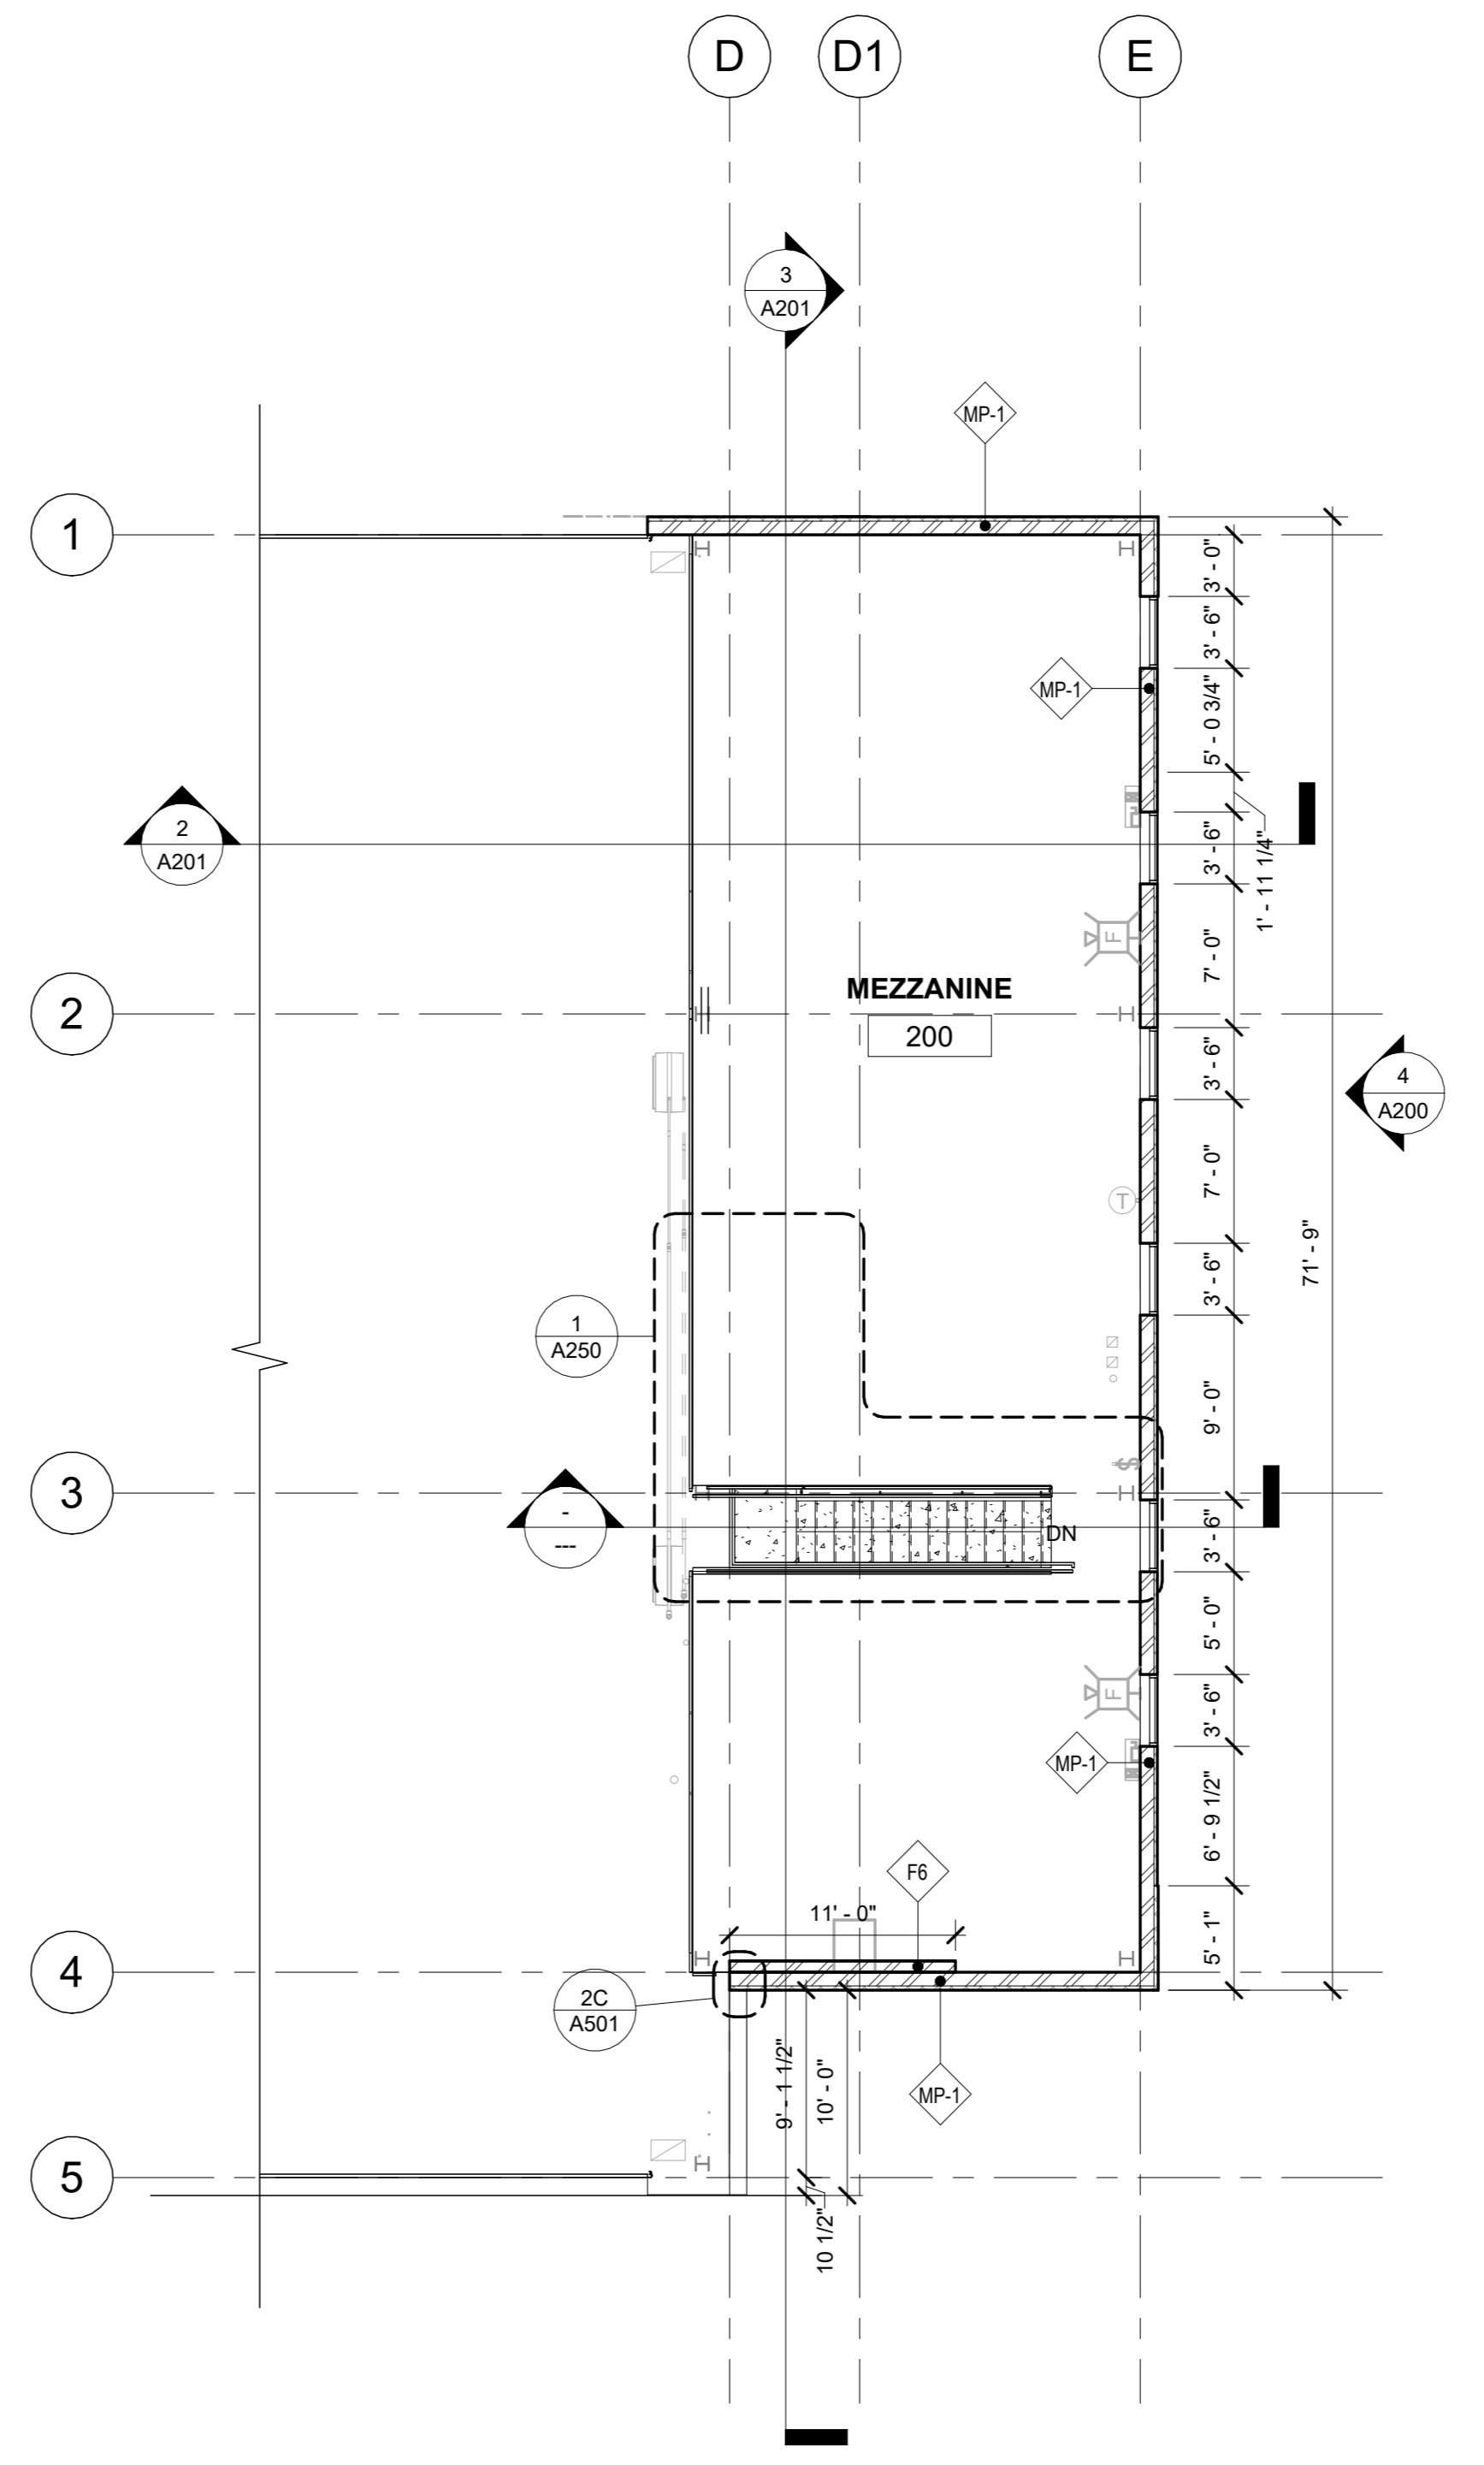 D
D1
E
3
A201
MP-1
1
3' - 0"
3' - 6"
MP-1
5' - 0 3/4"
2
A201
3' - 6"
1' - 11 1/4"
F
7' - 0"
MEZZANINE
2
200
3' - 6"
4
A200
7' - 0"
T
71' - 9"
3' - 6"
1
A250
9' - 0"
$
3
-
---
DN
3' - 6"
5' - 0"
F
3' - 6"
MP-1
6' - 9 1/2"
F6
11' - 0"
5' - 1"
4
2C
A501
9' - 1 1/2"
10' - 0"
MP-1
5
10 1/2"